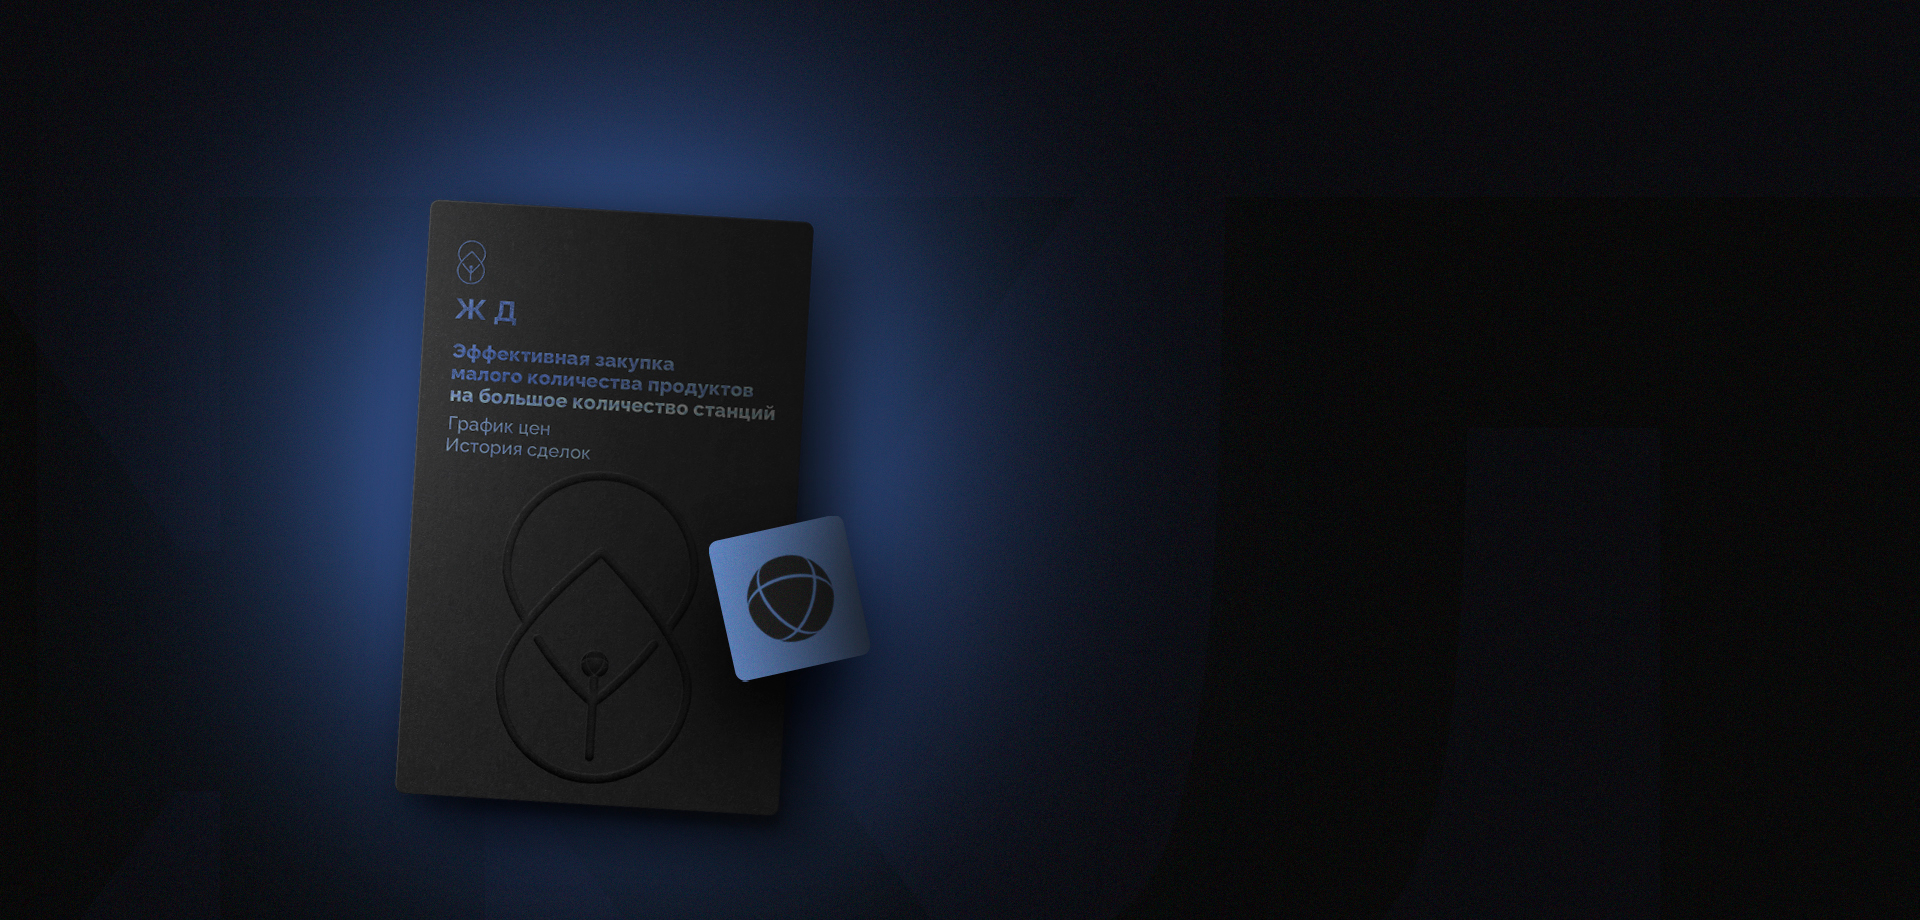 Ж Д
Эффективная закупка
малого количества продуктов
на большое количество станций
График цен
История сделок